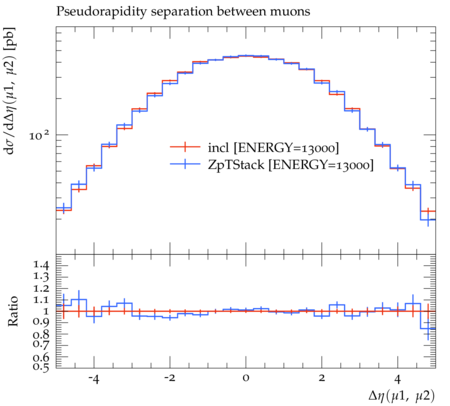 Pseudorapidity separation between muons
dσ/dΔη(μ1, μ2) [pb]
10²
incl [ENERGY=13000]
ZpTStack [ENERGY=13000]
Ratio
1.4
1.3
1.2
1.1
1
0.9
0.8
0.7
0.6
0.5
-4 -2 0 2 4
Δη(μ1, μ2)